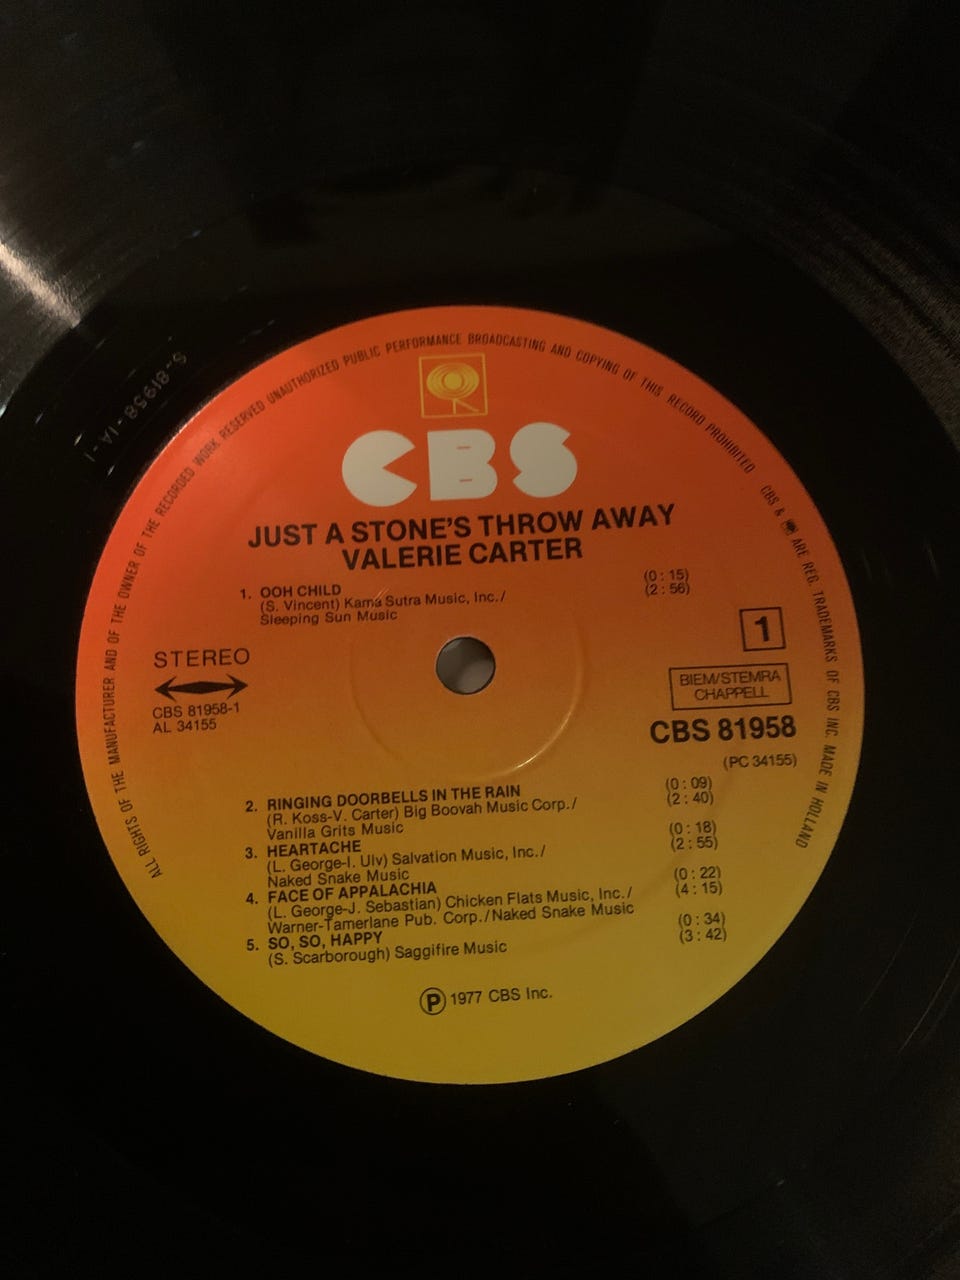 ALL RIGHTS OF THE MANUFACTURER AND OF THE OWNER OF THE RECORDED WORK RESERVED UNAUTHORIZED PUBLIC PERFORMANCE BROADCASTING AND COPYING OF THIS RECORD PROHIBITED CBS & ARE REG. TRADEMARKS OF CBS INC. MADE IN HOLLAND
S-81958-1A-1
CBS
JUST A STONE'S THROW AWAY
VALERIE CARTER
1. OOH CHILD (0:15)
(S. Vincent) Kama Sutra Music, Inc./ (2:56)
Sleeping Sun Music
1
STEREO
BIEM/STEMRA
CHAPPELL
CBS 81958-1
AL 34155
CBS 81958
(PC 34155)
2. RINGING DOORBELLS IN THE RAIN (0:09)
(R. Koss-V. Carter) Big Boovah Music Corp./ (2:40)
Vanilla Grits Music
3. HEARTACHE (0:18)
(L. George-I. Ulv) Salvation Music, Inc./ (2:55)
Naked Snake Music
4. FACE OF APPALACHIA (0:22)
(L. George-J. Sebastian) Chicken Flats Music, Inc./ (4:15)
Warner-Tamerlane Pub. Corp./Naked Snake Music
5. SO, SO, HAPPY (0:34)
(S. Scarborough) Saggifire Music (3:42)
Ⓟ 1977 CBS Inc.